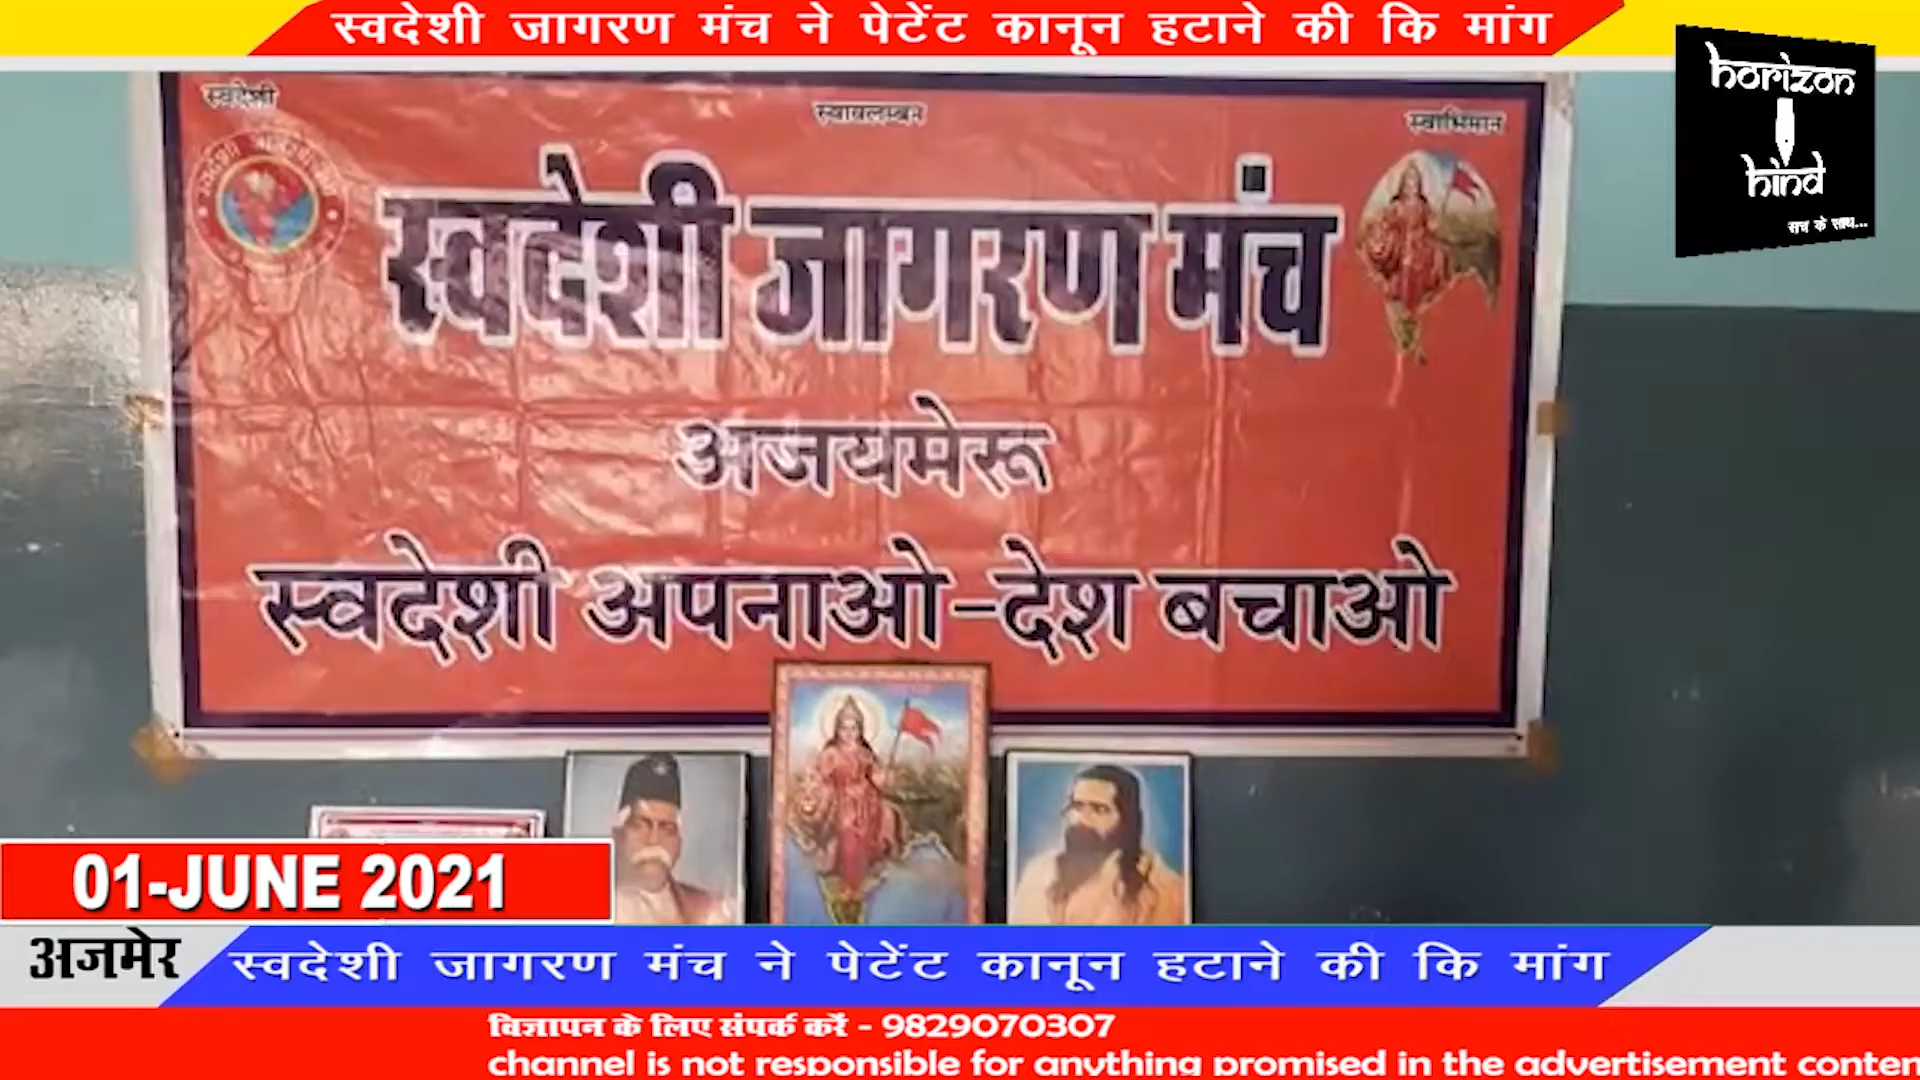 स्वदेशी जागरण मंच ने पेटेंट कानून हटाने की कि मांग
horizon
hind
सच के साथ...
स्वदेशी
स्वावलम्बन
स्वाभिमान
स्वदेशी जागरण मंच
अजयमेरू
स्वदेशी अपनाओ-देश बचाओ
01-JUNE 2021
अजमेर
स्वदेशी जागरण मंच ने पेटेंट कानून हटाने की कि मांग
विज्ञापन के लिए संपर्क करें - 9829070307
channel is not responsible for anything promised in the advertisement conten